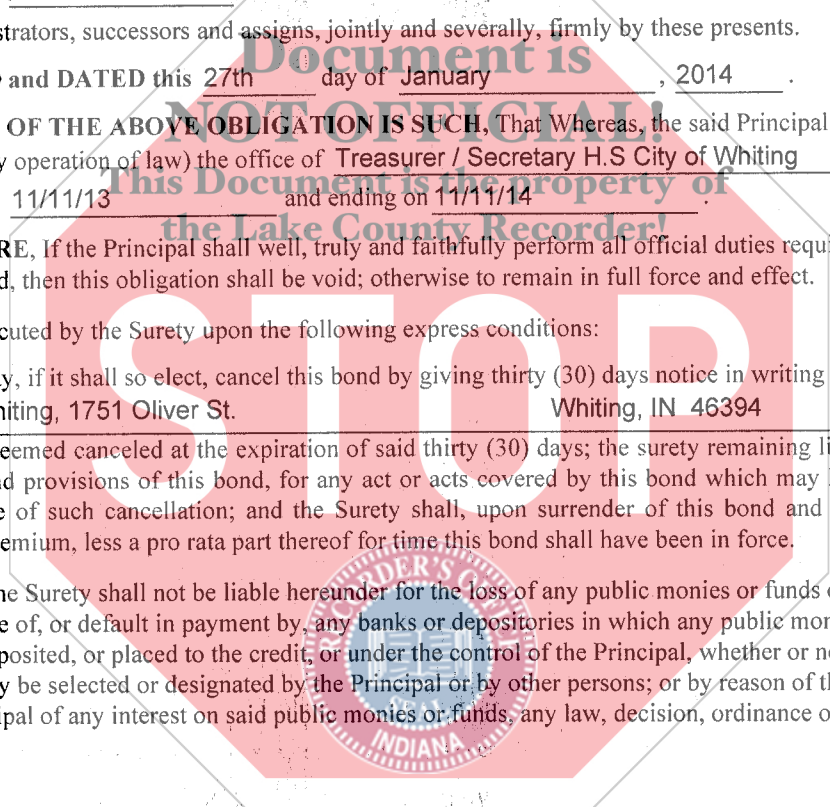 strators, successors and assigns, jointly and severally, firmly by these presents.
Document is
and DATED this 27th day of January , 2014 .
NOT OFFICIAL!
OF THE ABOVE OBLIGATION IS SUCH, That Whereas, the said Principal
y operation of law) the office of Treasurer / Secretary H.S City of Whiting
This Document is the property of
11/11/13 and ending on 11/11/14 .
the Lake County Recorder!
RE, If the Principal shall well, truly and faithfully perform all official duties requi
d, then this obligation shall be void; otherwise to remain in full force and effect.
cuted by the Surety upon the following express conditions:
y, if it shall so elect, cancel this bond by giving thirty (30) days notice in writing
hiting, 1751 Oliver St. Whiting, IN 46394
STOP
eemed canceled at the expiration of said thirty (30) days; the surety remaining li
d provisions of this bond, for any act or acts covered by this bond which may
e of such cancellation; and the Surety shall, upon surrender of this bond and
emium, less a pro rata part thereof for time this bond shall have been in force.
RECORDER'S OFFICE
he Surety shall not be liable hereunder for the loss of any public monies or funds
e of, or default in payment by, any banks or depositories in which any public mon
posited, or placed to the credit, or under the control of the Principal, whether or no
y be selected or designated by the Principal or by other persons; or by reason of th
SEAL
ipal of any interest on said public monies or funds, any law, decision, ordinance o
INDIANA